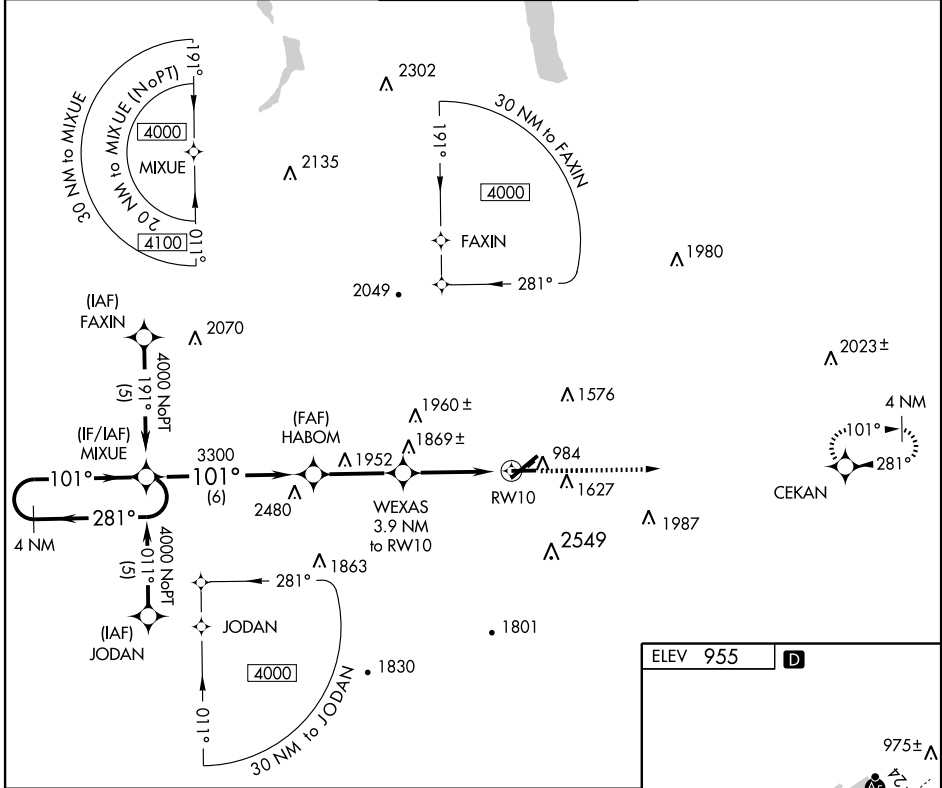 2302
191°
30 NM to MIXUE
20 NM to MIXUE (NoPT)
4000
MIXUE
4100
011°
2135
30 NM to FAXIN
191°
4000
FAXIN
281°
1980
2049
(IAF)
FAXIN
2070
4000 NoPT
191°
(5)
2023±
1576
1960±
1869±
4 NM
101°
281°
CEKAN
(IF/IAF)
MIXUE
3300
101°
(6)
(FAF)
HABOM
1952
984
RW10
1627
101°
281°
4 NM
2480
WEXAS
3.9 NM
to RW10
1987
2549
4000 NoPT
011°
(5)
(IAF)
JODAN
1863
281°
JODAN
4000
011°
30 NM to JODAN
1801
1830
ELEV 955
D
975±
24